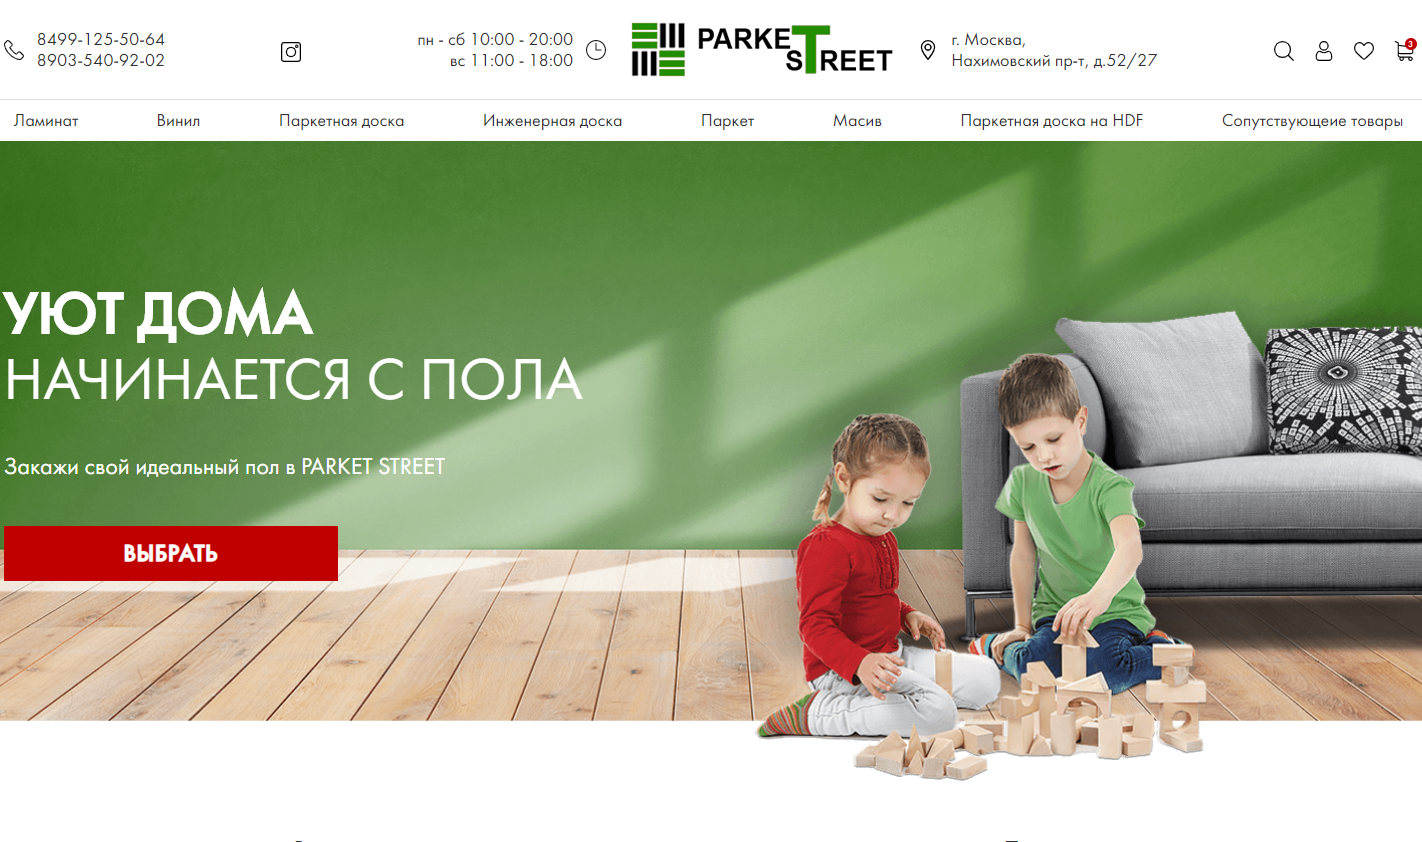 8499-125-50-64
8903-540-92-02
пн - сб 10:00 - 20:00
вс 11:00 - 18:00
PARKET
STREET
г. Москва,
Нахимовский пр-т, д.52/27
3
Ламинат
Винил
Паркетная доска
Инженерная доска
Паркет
Масив
Паркетная доска на HDF
Сопутствующеие товары
УЮТ ДОМА
НАЧИНАЕТСЯ С ПОЛА
Закажи свой идеальный пол в PARKET STREET
ВЫБРАТЬ